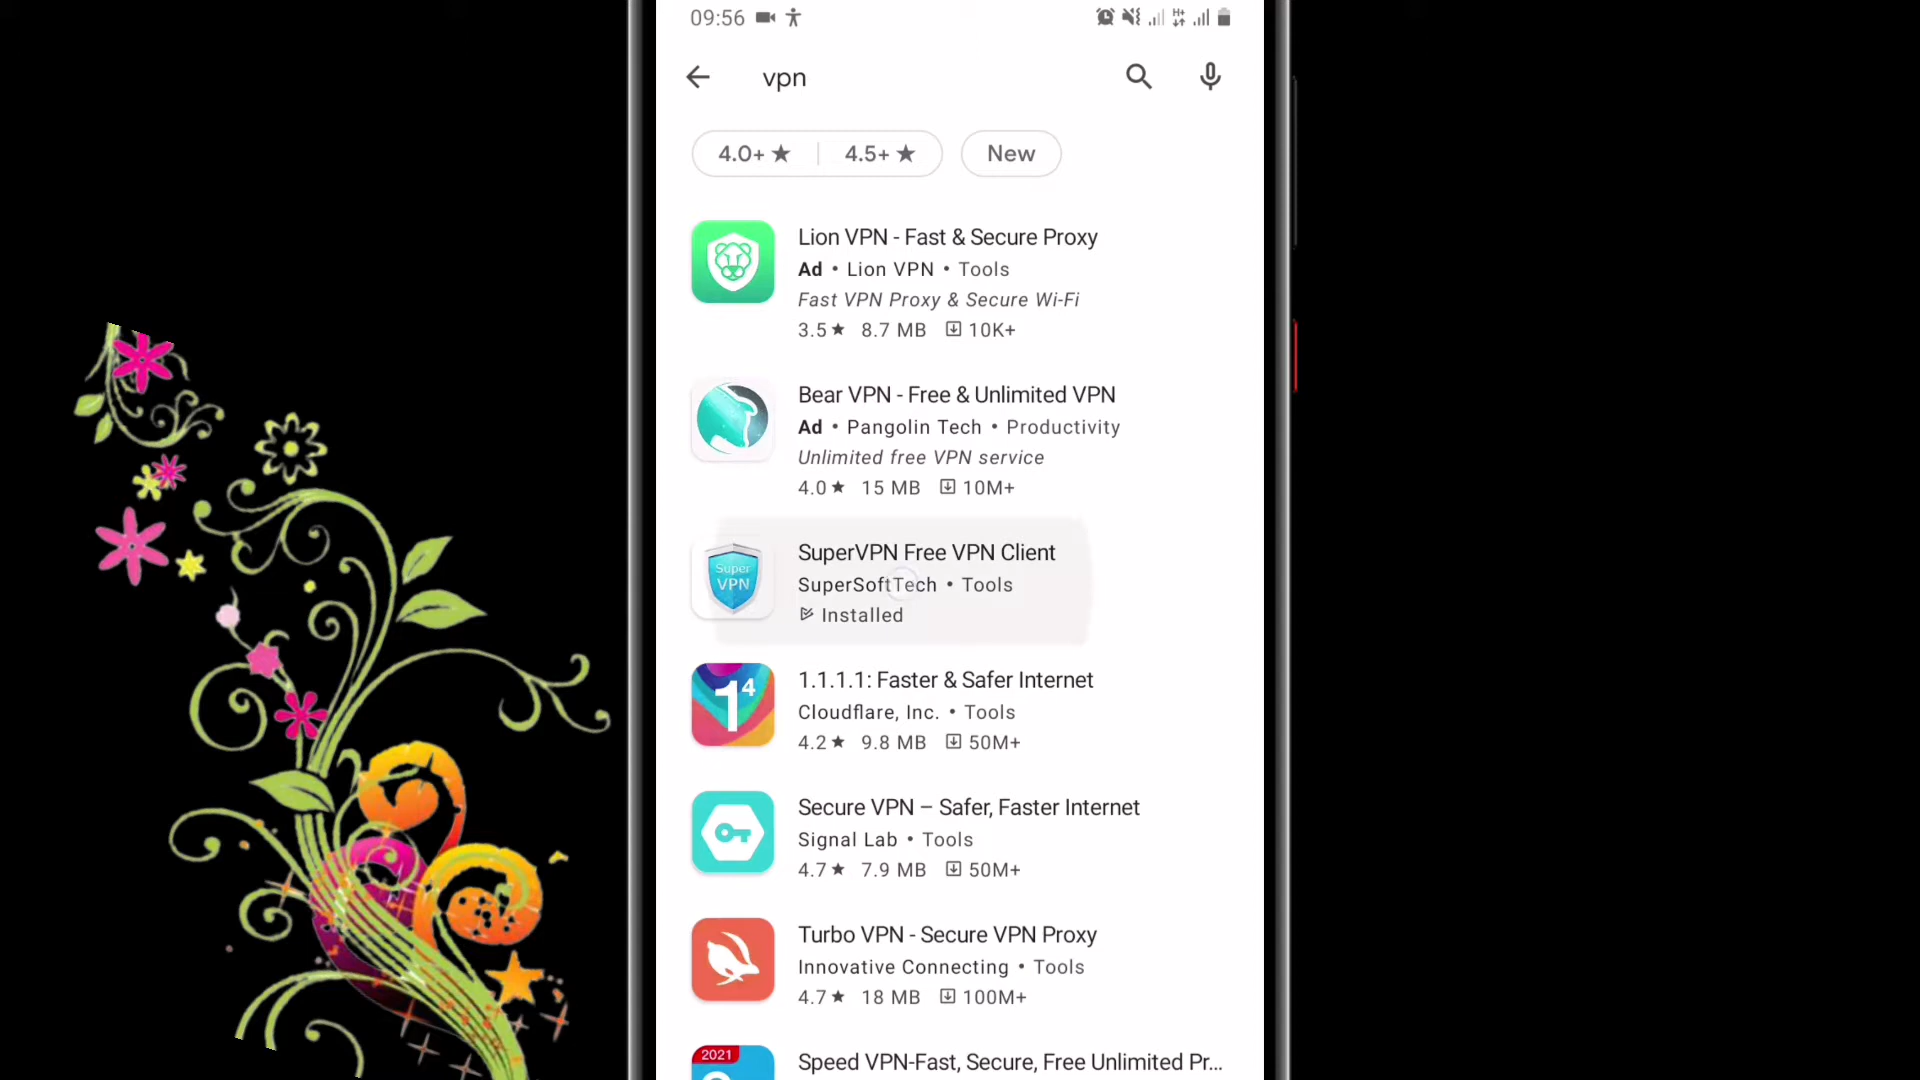 09:56
vpn
4.0+ ★ 4.5+ ★ New
Lion VPN - Fast & Secure Proxy
Ad • Lion VPN • Tools
Fast VPN Proxy & Secure Wi-Fi
3.5 ★ 8.7 MB 10K+
Bear VPN - Free & Unlimited VPN
Ad • Pangolin Tech • Productivity
Unlimited free VPN service
4.0 ★ 15 MB 10M+
Super
VPN
SuperVPN Free VPN Client
SuperSoftTech • Tools
Installed
1⁴
1.1.1.1: Faster & Safer Internet
Cloudflare, Inc. • Tools
4.2 ★ 9.8 MB 50M+
Secure VPN – Safer, Faster Internet
Signal Lab • Tools
4.7 ★ 7.9 MB 50M+
Turbo VPN - Secure VPN Proxy
Innovative Connecting • Tools
4.7 ★ 18 MB 100M+
2021
Speed VPN-Fast, Secure, Free Unlimited Pr...